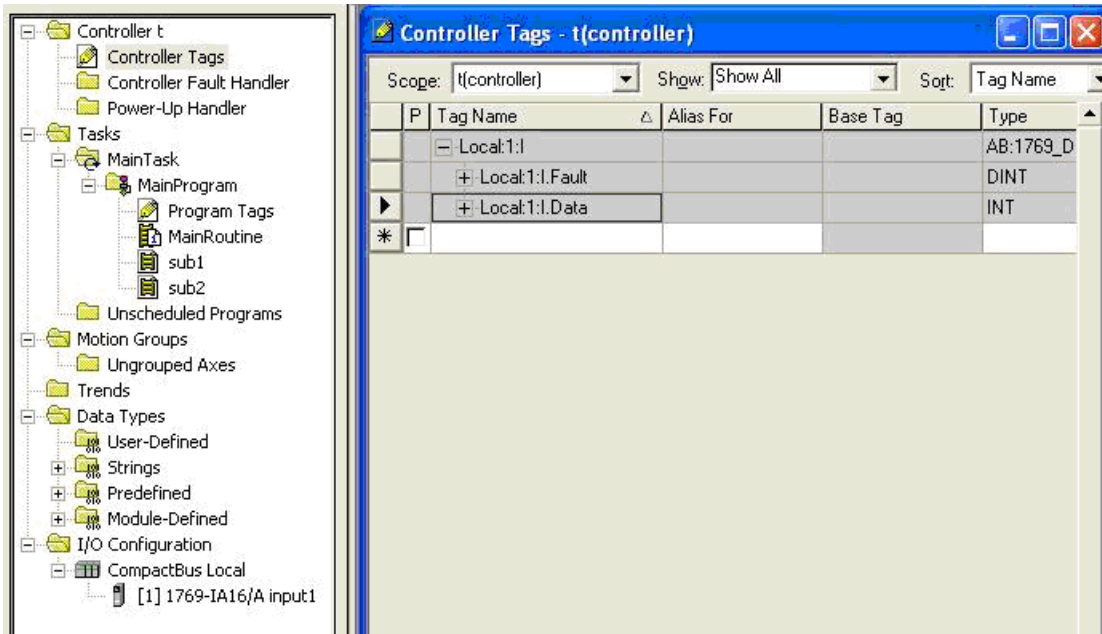 Controller t
Controller Tags
Controller Fault Handler
Power-Up Handler
Tasks
MainTask
MainProgram
Program Tags
MainRoutine
sub1
sub2
Unscheduled Programs
Motion Groups
Ungrouped Axes
Trends
Data Types
User-Defined
Strings
Predefined
Module-Defined
I/O Configuration
CompactBus Local
[1] 1769-IA16/A input1
Controller Tags - t(controller)
Scope: t(controller) Show: Show All Sort: Tag Name
P Tag Name Alias For Base Tag Type
Local:1:I AB:1769_D
Local:1:I.Fault DINT
Local:1:I.Data INT